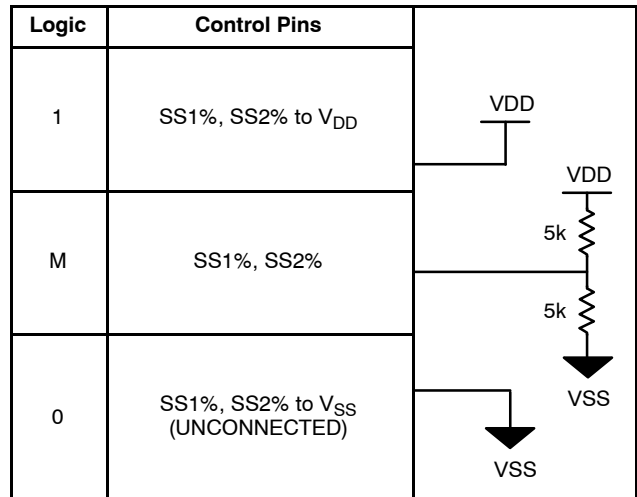 Logic Control Pins
1 SS1%, SS2% to VDD
VDD
VDD
5k
M SS1%, SS2%
5k
VSS
0 SS1%, SS2% to VSS
(UNCONNECTED)
VSS